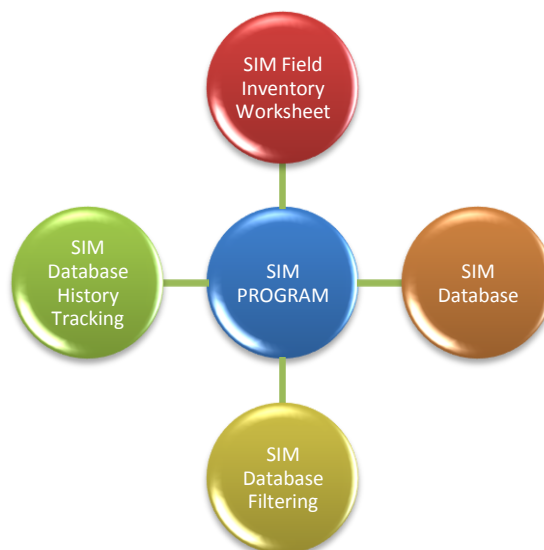 SIM Field
Inventory
Worksheet
SIM
Database
History
Tracking
SIM
PROGRAM
SIM
Database
SIM
Database
Filtering